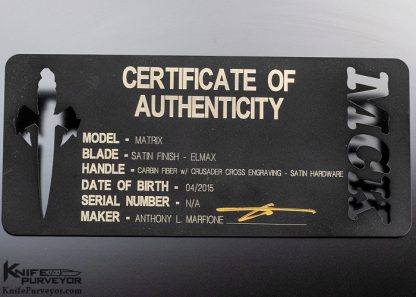 CERTIFICATE OF
AUTHENTICITY
MODEL - MATRIX
BLADE - SATIN FINISH - ELMAX
HANDLE - CARBIN FIBER W/ CRUSADER CROSS ENGRAVING - SATIN HARDWARE
DATE OF BIRTH - 04/2015
SERIAL NUMBER - N/A
MAKER - ANTHONY L. MARFIONE
MCK
KNIFE
PURVEYOR
KnifePurveyor.com